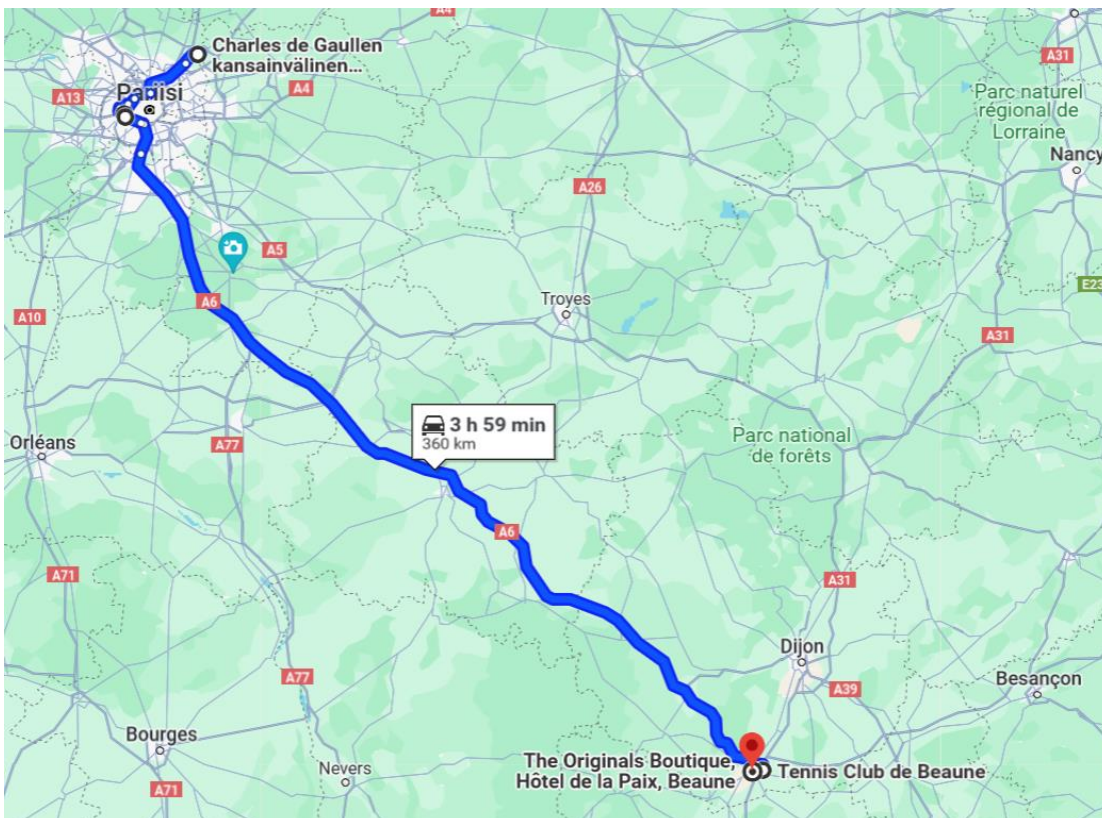 A4
A31
Charles de Gaullen
kansainvälinen...
A13
A4
Pariisi
Parc naturel
régional de
Lorraine
Nancy
A26
A5
E23
A6
Troyes
A10
A31
3 h 59 min
360 km
Orléans
A77
Parc national
de forêts
A6
A71
A31
Dijon
A77
A39
Besançon
Bourges
Nevers
The Originals Boutique,
Hôtel de la Paix, Beaune
Tennis Club de Beaune
A71